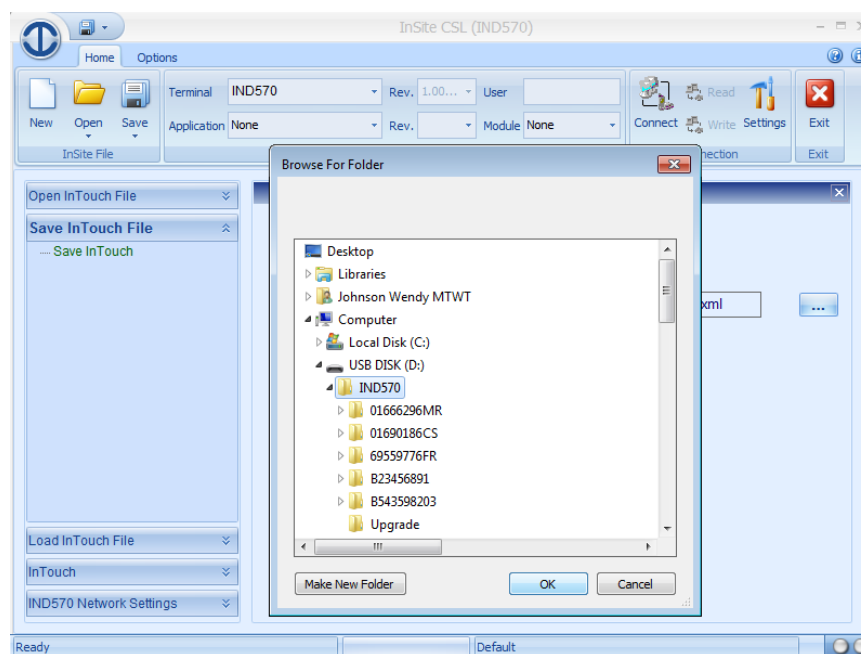 InSite CSL (IND570)
Home Options
Terminal IND570 Rev. 1.00... User
Read
New Open Save Application None Rev. Module None Connect Write Settings Exit
InSite File nection Exit
Browse For Folder
Open InTouch File
Save InTouch File
Save InTouch
Desktop
Libraries
Johnson Wendy MTWT
Computer
xml
Local Disk (C:)
USB DISK (D:)
IND570
01666296MR
01690186CS
69559776FR
B23456891
B543598203
Upgrade
Load InTouch File
InTouch
Make New Folder OK Cancel
IND570 Network Settings
Ready Default